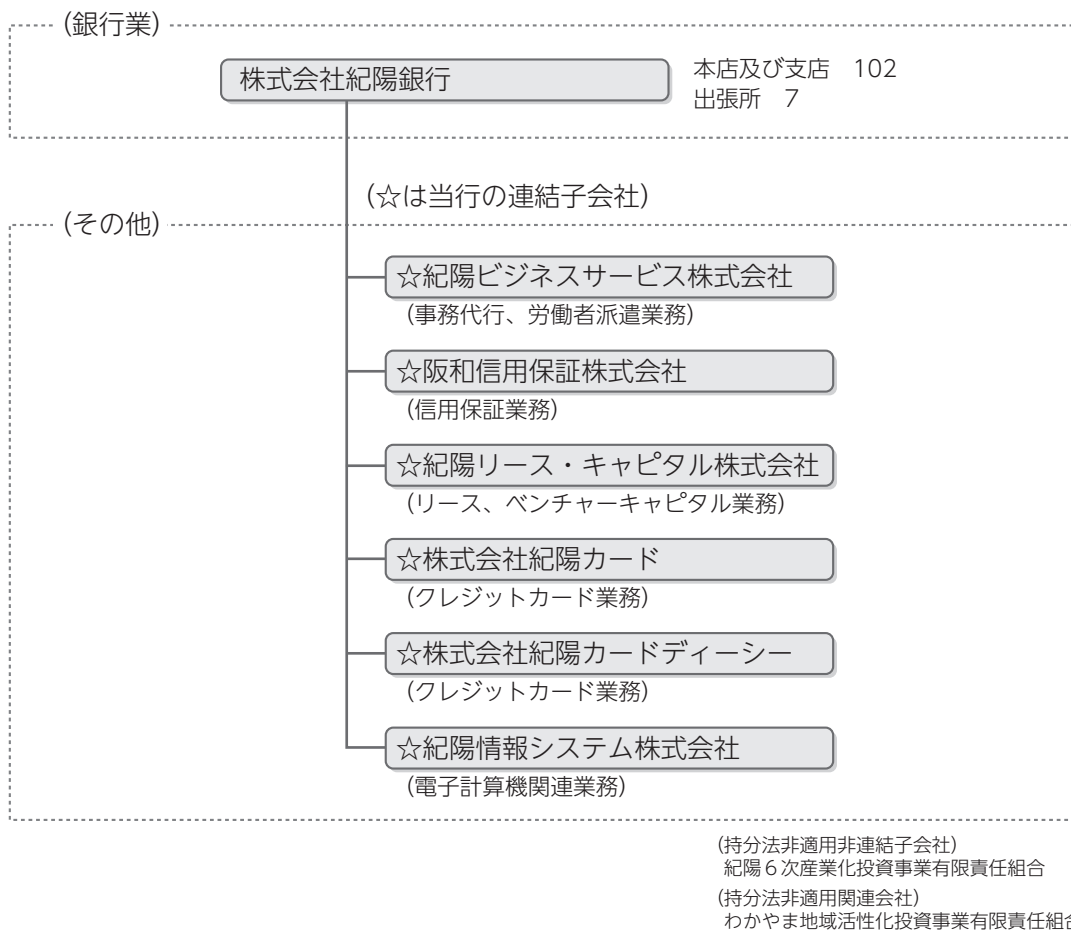 (銀行業)
株式会社紀陽銀行
本店及び支店 102
出張所 7
(☆は当行の連結子会社)
(その他)
☆紀陽ビジネスサービス株式会社
(事務代行、労働者派遣業務)
☆阪和信用保証株式会社
(信用保証業務)
☆紀陽リース・キャピタル株式会社
(リース、ベンチャーキャピタル業務)
☆株式会社紀陽カード
(クレジットカード業務)
☆株式会社紀陽カードディーシー
(クレジットカード業務)
☆紀陽情報システム株式会社
(電子計算機関連業務)
(持分法非適用非連結子会社)
紀陽6次産業化投資事業有限責任組合
(持分法非適用関連会社)
わかやま地域活性化投資事業有限責任組合